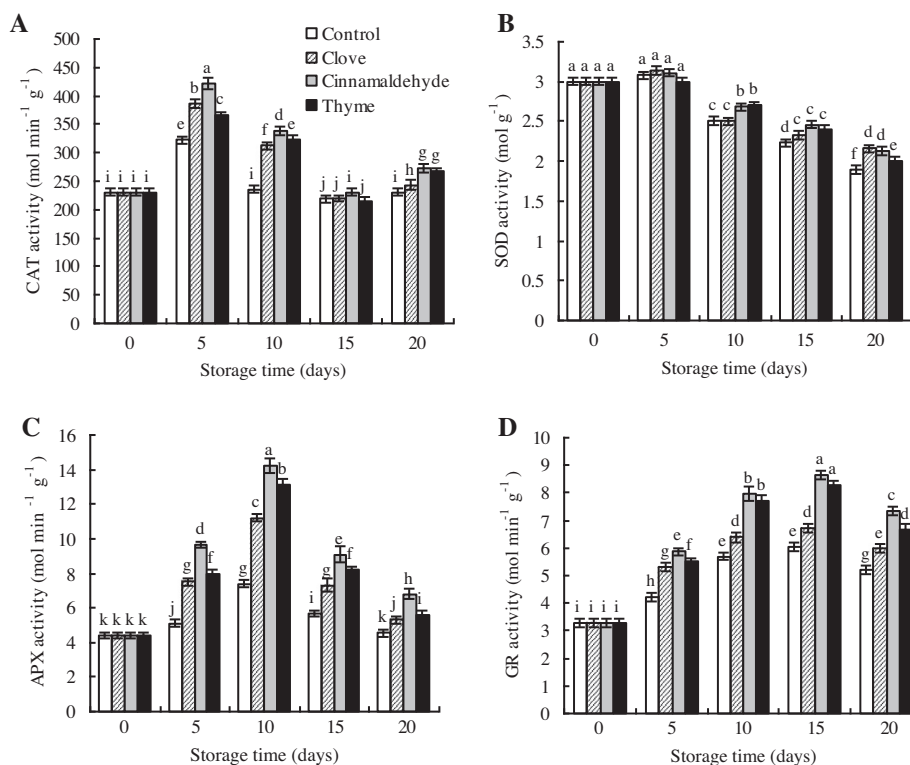 A
B
CAT activity (mol min⁻¹ g⁻¹)
500
450
400
350
300
250
200
150
100
50
0
Control
Clove
Cinnamaldehyde
Thyme
i i i i
e b a c
i f d e
j j i j
i h g g
0 5 10 15 20
Storage time (days)
SOD activity (mol g⁻¹)
3.5
3
2.5
2
1.5
1
0.5
0
a a a a
a a a a
c c b b
d c c c
f d d e
0 5 10 15 20
Storage time (days)
C
D
APX activity (mol min ⁻¹ g⁻¹)
16
14
12
10
8
6
4
2
0
k k k k
j g d f
g c a b
i g e f
k j h i
0 5 10 15 20
Storage time (days)
GR activity (mol min⁻¹ g⁻¹)
10
9
8
7
6
5
4
3
2
1
0
i i i i
h g e f
e d b b
e d a a
g e c d
0 5 10 15 20
Storage time (days)